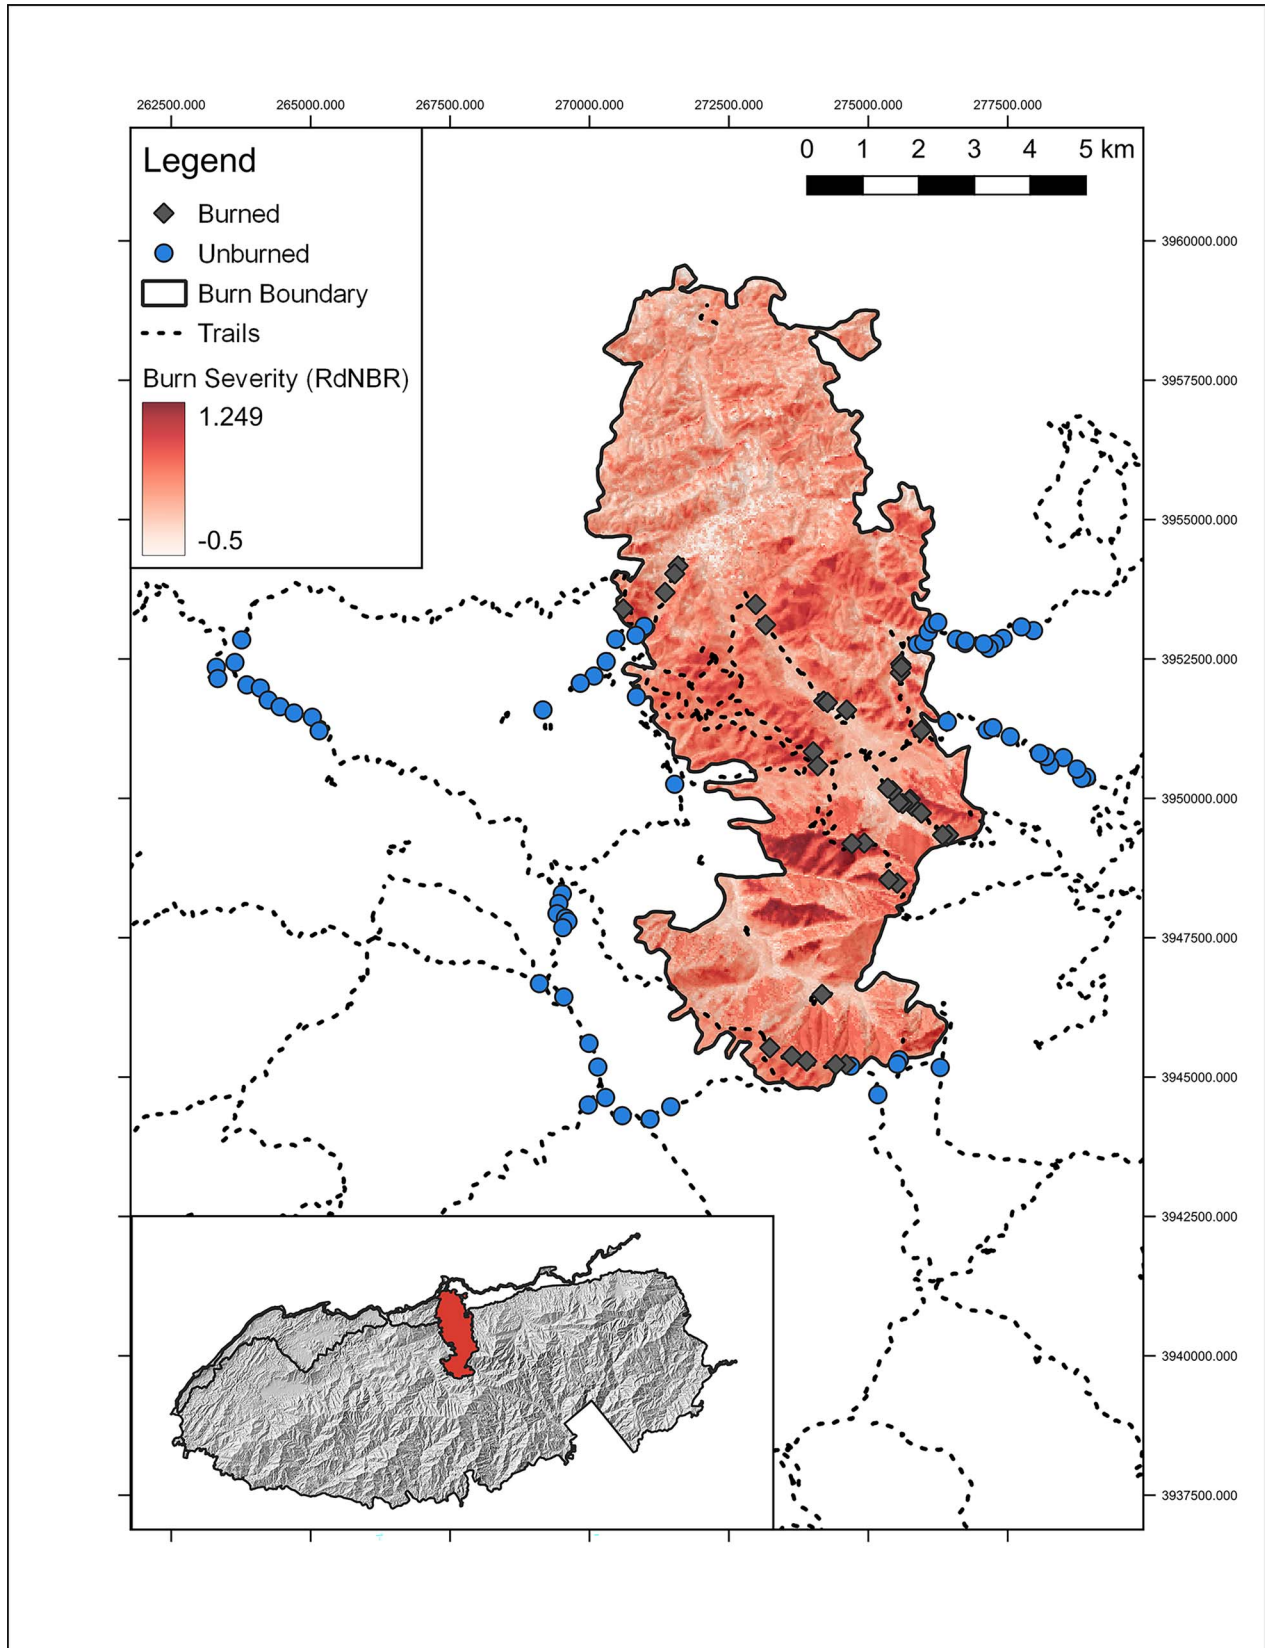 262500.000 265000.000 267500.000 270000.000 272500.000 275000.000 277500.000
Legend
0 1 2 3 4 5 km
Burned
Unburned
3960000.000
Burn Boundary
Trails
Burn Severity (RdNBR)
3957500.000
1.249
3955000.000
-0.5
3952500.000
3950000.000
3947500.000
3945000.000
3942500.000
3940000.000
3937500.000